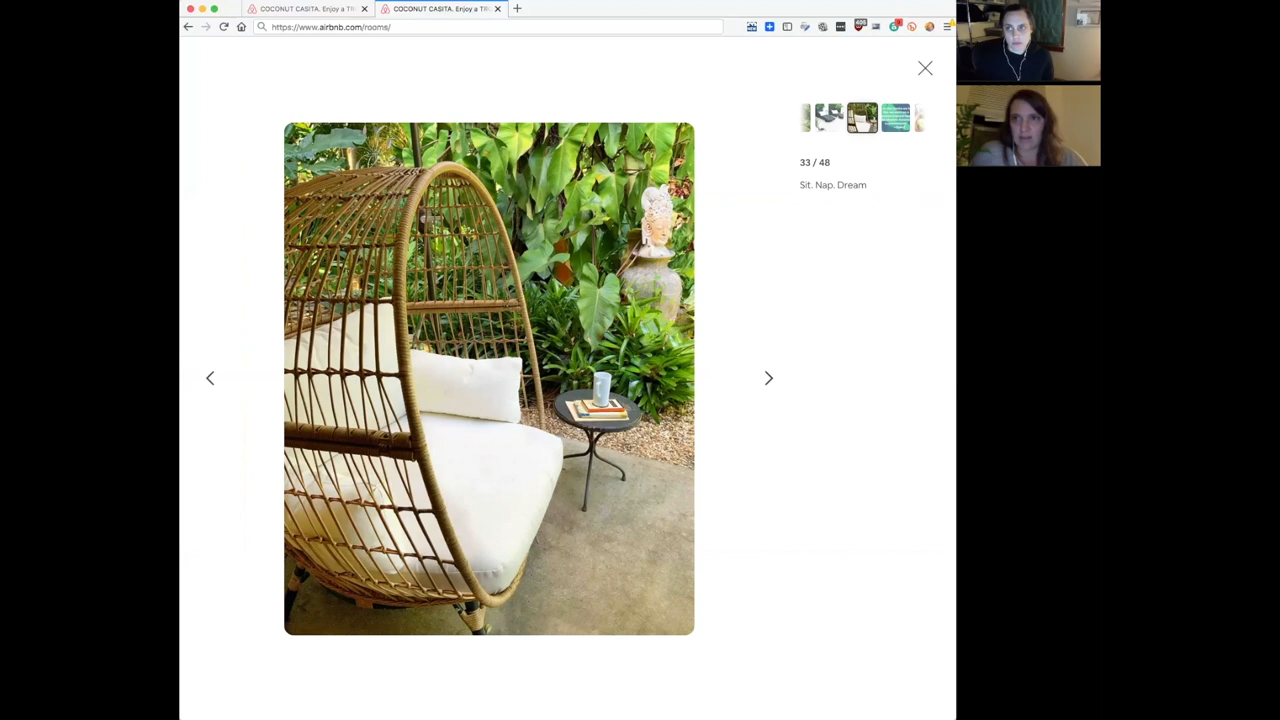 COCONUT CASITA. Enjoy a TR
COCONUT CASITA. Enjoy a TR
https://www.airbnb.com/rooms/
33 / 48
Sit. Nap. Dream